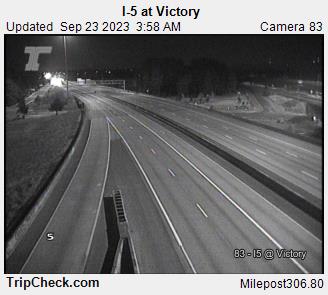 I-5 at Victory
Updated Sep 23 2023 3:58 AM Camera 83
S
83 - I5 @ Victory
TripCheck.com Milepost306.80